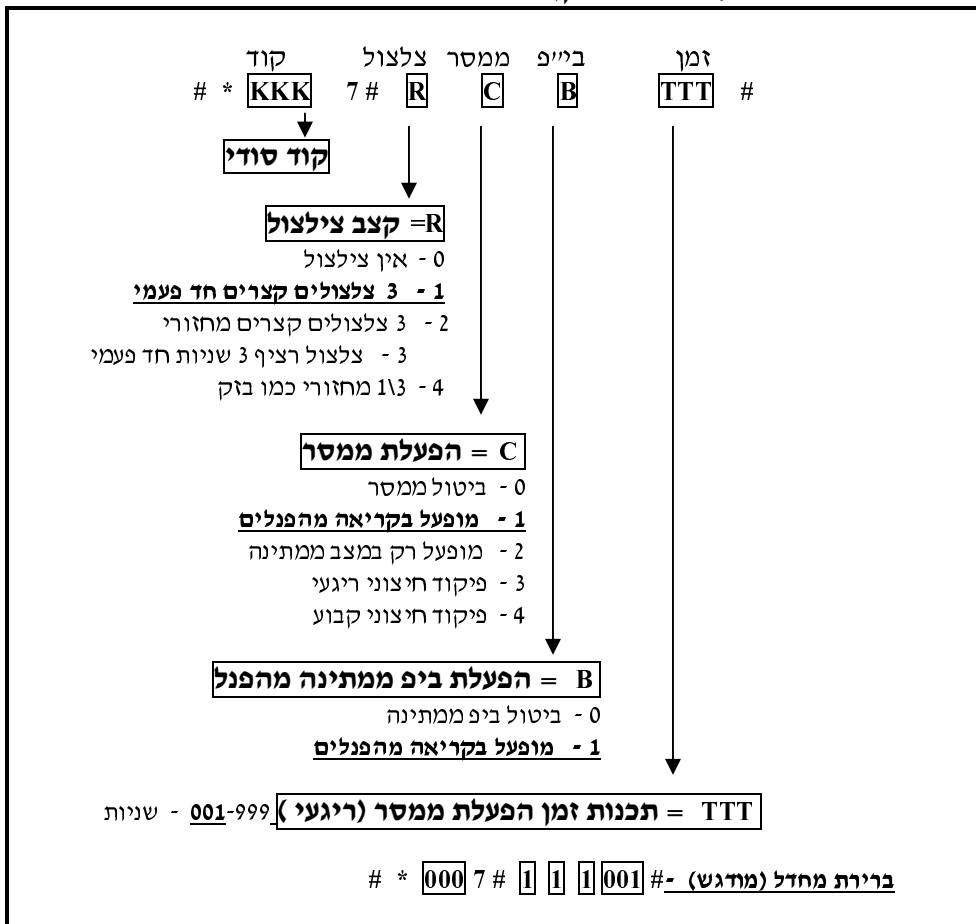 קוד צלצול ממסר בי״פ זמן
# * KKK 7 # R C B TTT #
קוד סודי
R= קצב צילצול
0 - אין צילצול
1 - 3 צלצולים קצרים חד פעמי
2 - 3 צלצולים קצרים מחזורי
3 - צלצול רציף 3 שניות חד פעמי
4 - 3\1 מחזורי כמו בזק
C = הפעלת ממסר
0 - ביטול ממסר
1 - מופעל בקריאה מהפנלים
2 - מופעל רק במצב ממתינה
3 - פיקוד חיצוני ריגעי
4 - פיקוד חיצוני קבוע
B = הפעלת ביפ ממתינה מהפנל
0 - ביטול ביפ ממתינה
1 - מופעל בקריאה מהפנלים
TTT = תכנות זמן הפעלת ממסר (ריגעי) 001-999 - שניות
ברירת מחדל (מודגש) - # * 000 7 # 1 1 1 001 #